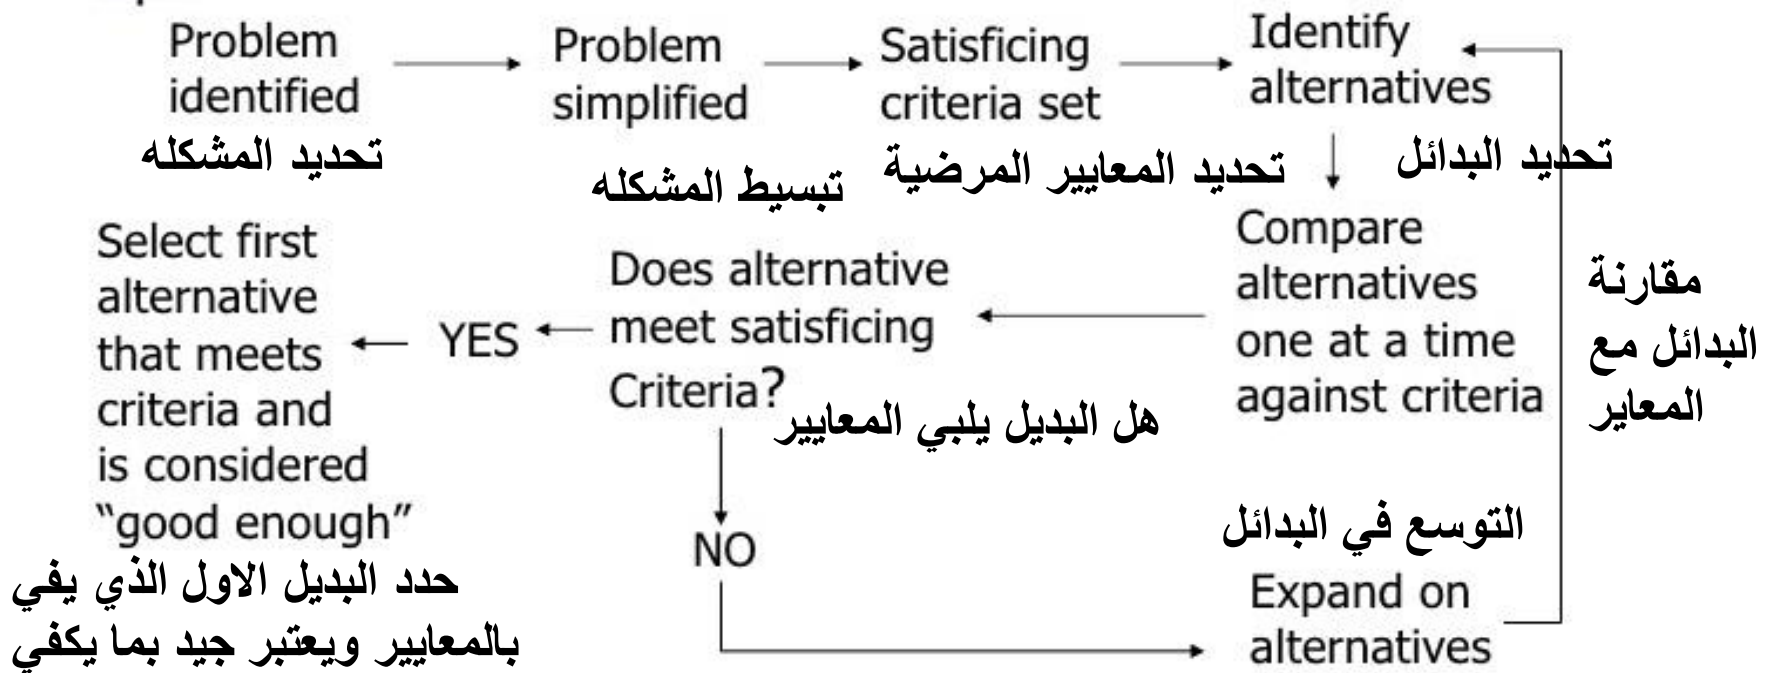 Problem
identified
تحديد المشكله
Problem
simplified
تبسيط المشكله
Satisficing
criteria set
تحديد المعايير المرضية
Identify
alternatives
تحديد البدائل
Compare
alternatives
one at a time
against criteria
مقارنة
البدائل مع
المعاير
Does alternative
meet satisficing
Criteria?
هل البديل يلبي المعايير
YES
Select first
alternative
that meets
criteria and
is considered
“good enough”
حدد البديل الاول الذي يفي
بالمعايير ويعتبر جيد بما يكفي
NO
التوسع في البدائل
Expand on
alternatives